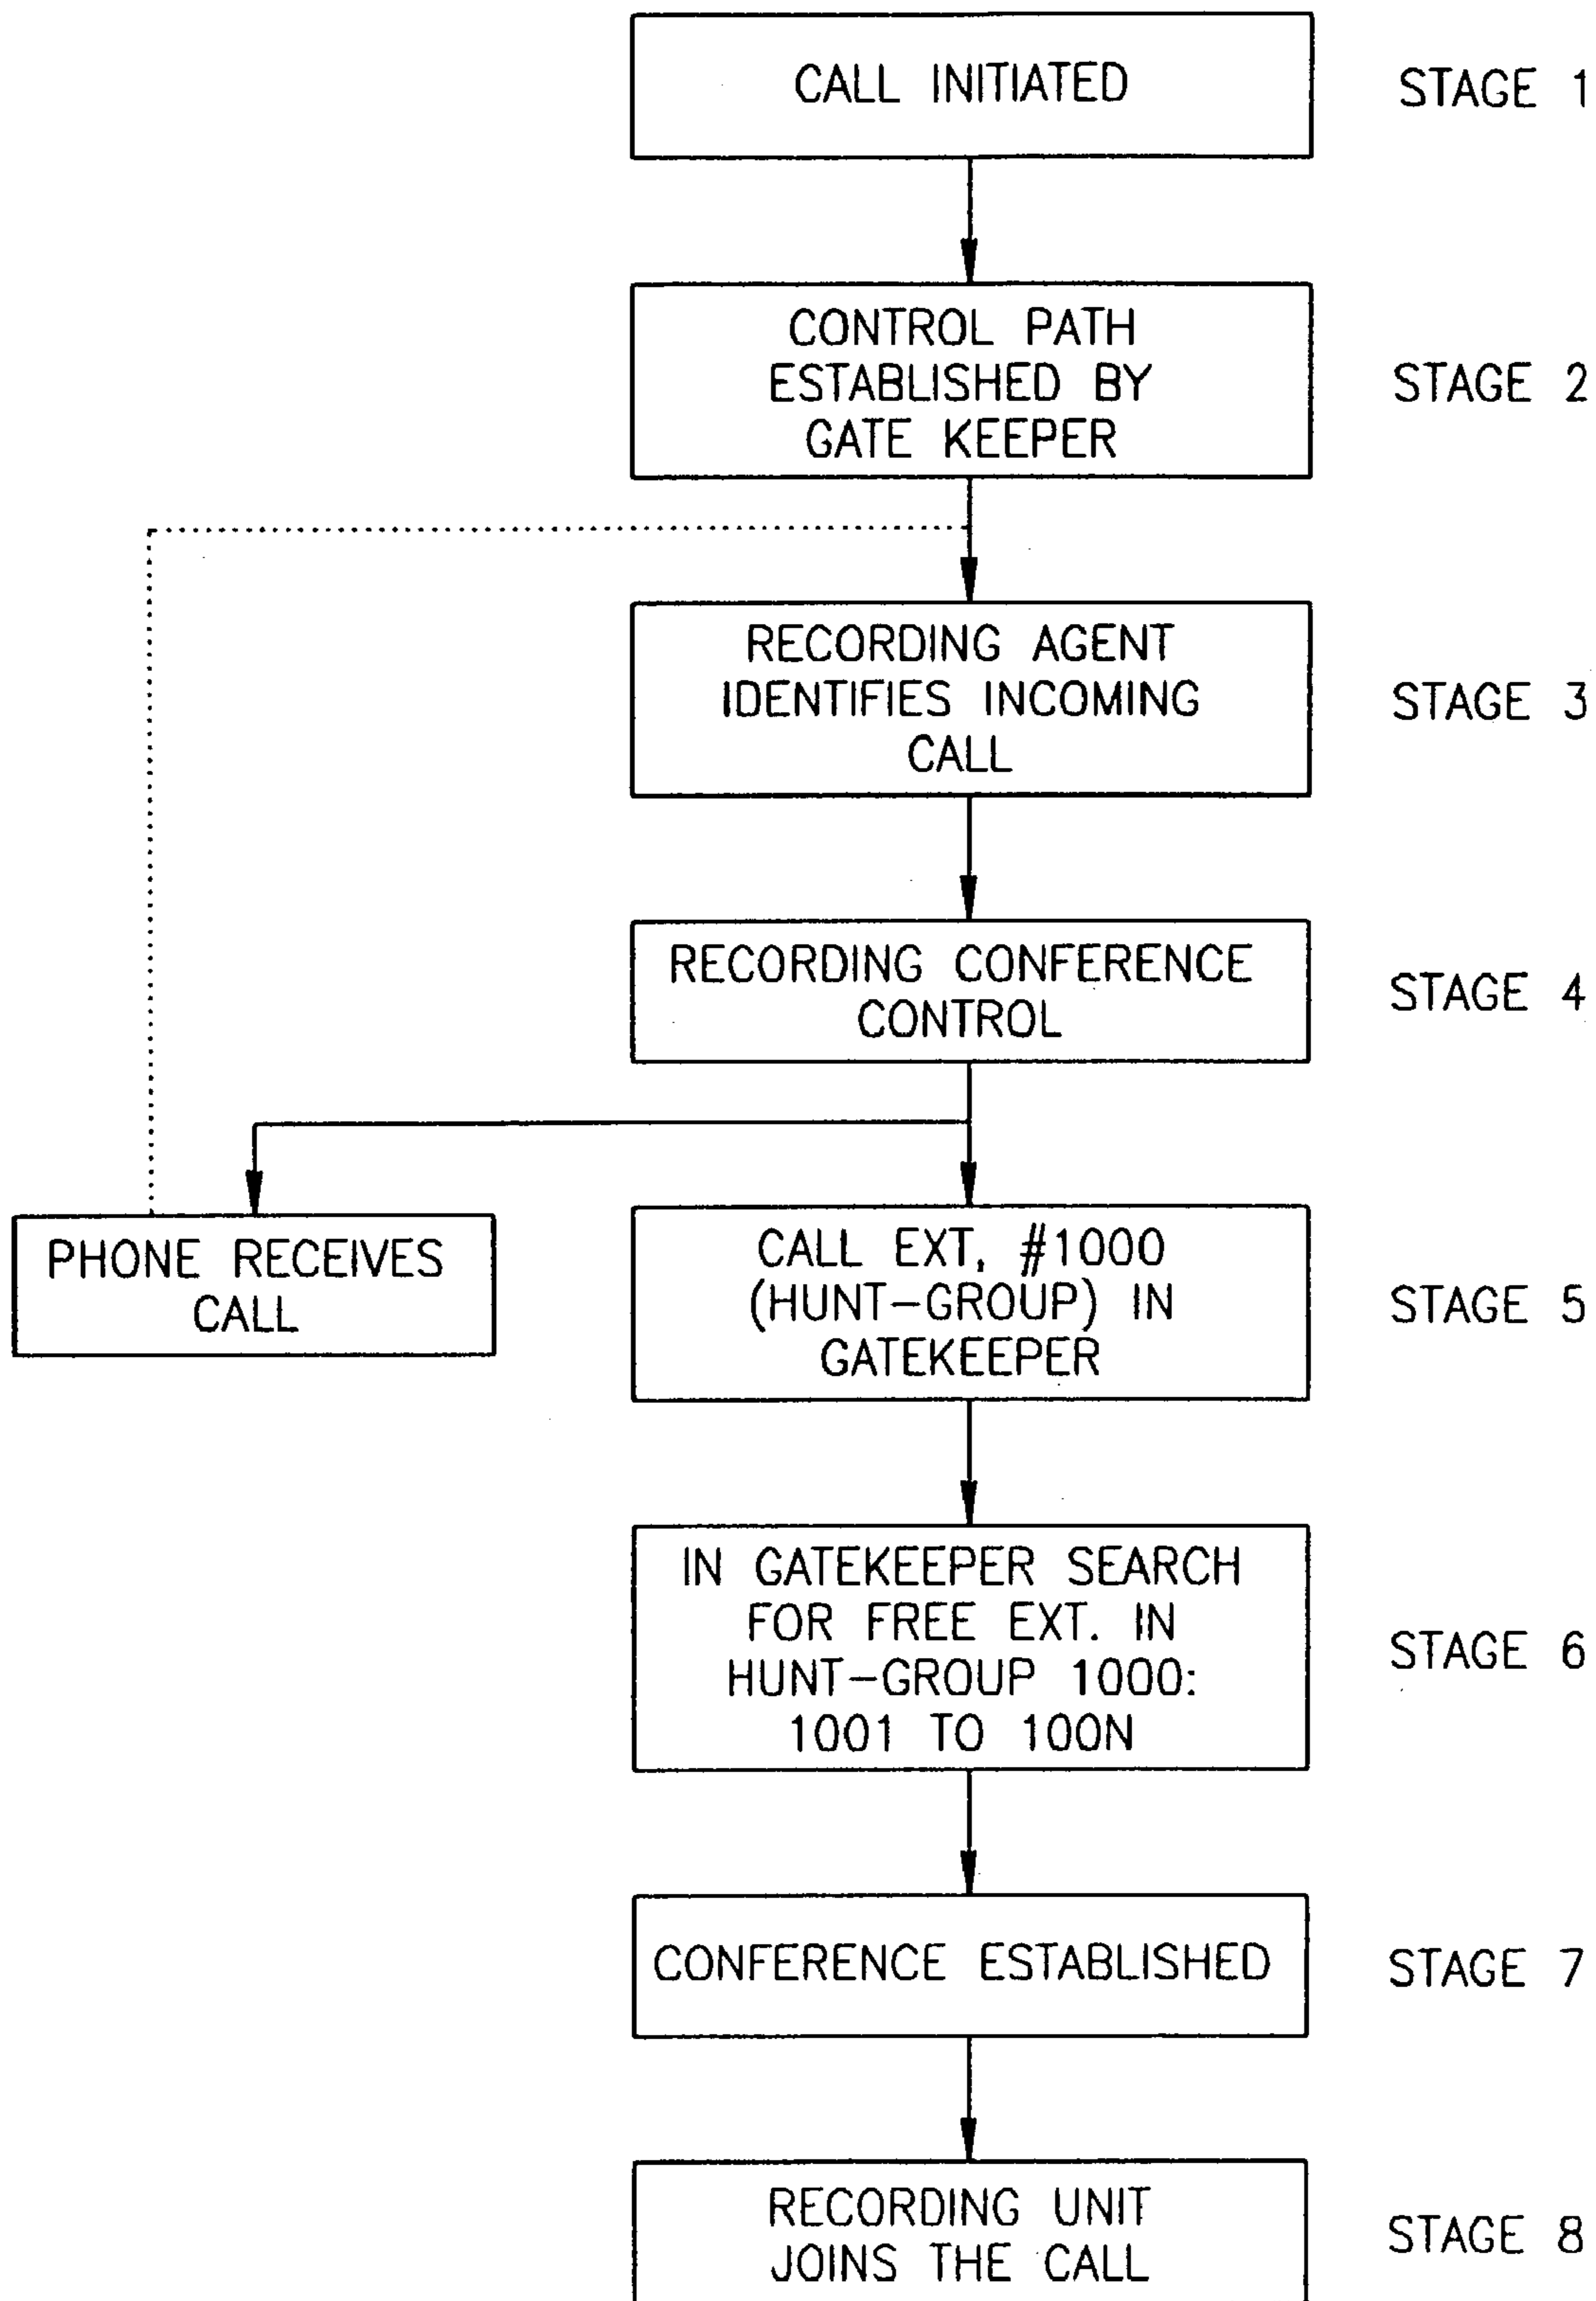 CALL INITIATED
STAGE 1
CONTROL PATH
ESTABLISHED BY
GATE KEEPER
STAGE 2
RECORDING AGENT
IDENTIFIES INCOMING
CALL
STAGE 3
RECORDING CONFERENCE
CONTROL
STAGE 4
PHONE RECEIVES
CALL
CALL EXT. #1000
(HUNT-GROUP) IN
GATEKEEPER
STAGE 5
IN GATEKEEPER SEARCH
FOR FREE EXT. IN
HUNT-GROUP 1000:
1001 TO 100N
STAGE 6
CONFERENCE ESTABLISHED
STAGE 7
RECORDING UNIT
JOINS THE CALL
STAGE 8